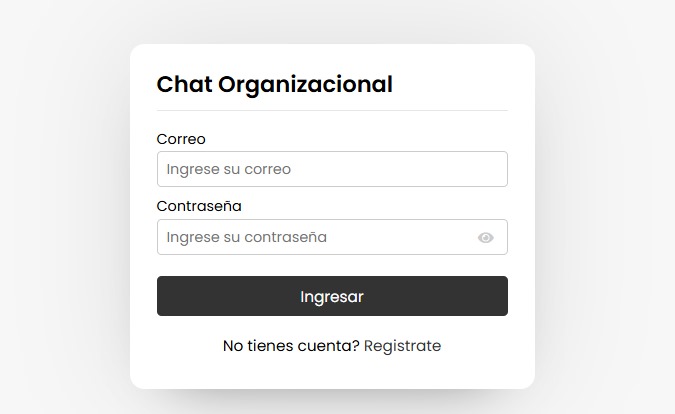 Chat Organizacional
Correo
Ingrese su correo
Contraseña
Ingrese su contraseña
Ingresar
No tienes cuenta? Registrate